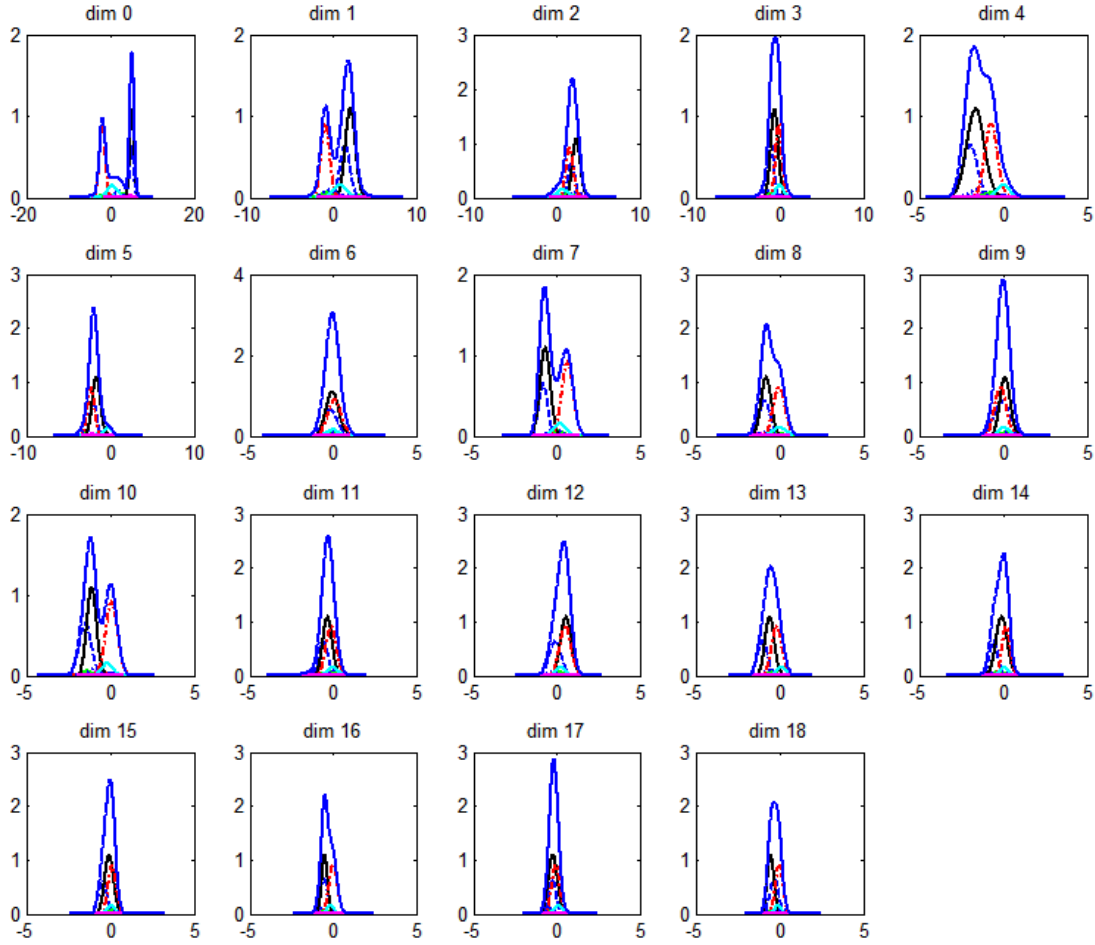 dim 0 dim 1 dim 2 dim 3 dim 4
2 2 3 2 2
2
1 1 1 1
1
0 0 0 0 0
-20 0 20 -10 0 10 -10 0 10 -10 0 10 -5 0 5
dim 5 dim 6 dim 7 dim 8 dim 9
3 4 2 3 3
2 2 2
2 1
1 1 1
0 0 0 0 0
-10 0 10 -5 0 5 -5 0 5 -5 0 5 -5 0 5
dim 10 dim 11 dim 12 dim 13 dim 14
2 3 3 3 3
2 2 2 2
1
1 1 1 1
0 0 0 0 0
-5 0 5 -5 0 5 -5 0 5 -5 0 5 -5 0 5
dim 15 dim 16 dim 17 dim 18
3 3 3 3
2 2 2 2
1 1 1 1
0 0 0 0
-5 0 5 -5 0 5 -5 0 5 -5 0 5